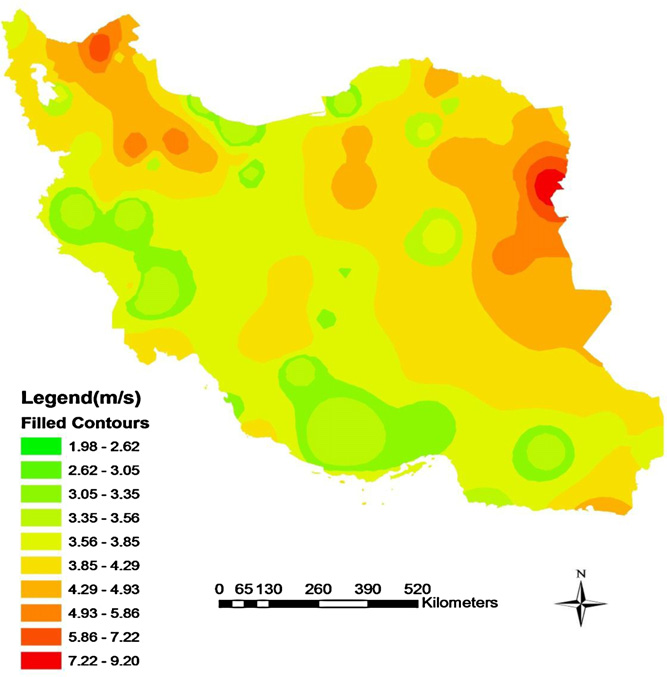 Legend(m/s)
Filled Contours
1.98 - 2.62
2.62 - 3.05
3.05 - 3.35
3.35 - 3.56
3.56 - 3.85
3.85 - 4.29
4.29 - 4.93
4.93 - 5.86
5.86 - 7.22
7.22 - 9.20
0 65 130 260 390 520
Kilometers
N